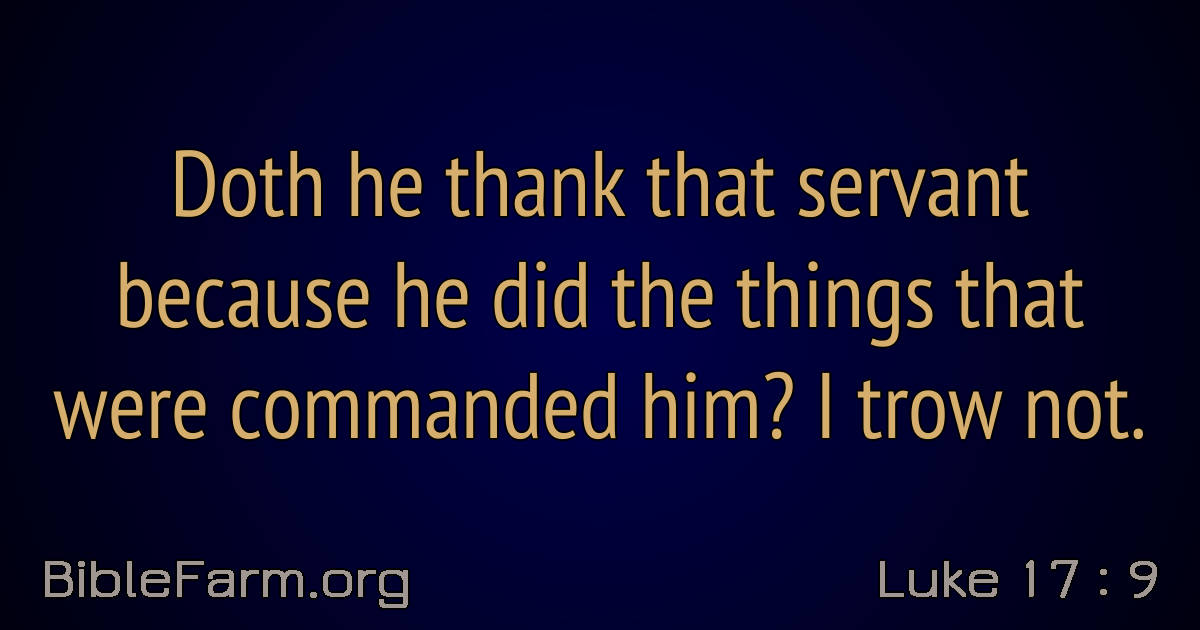 Doth he thank that servant
because he did the things that
were commanded him? I trow not.
BibleFarm.org
Luke 17 : 9